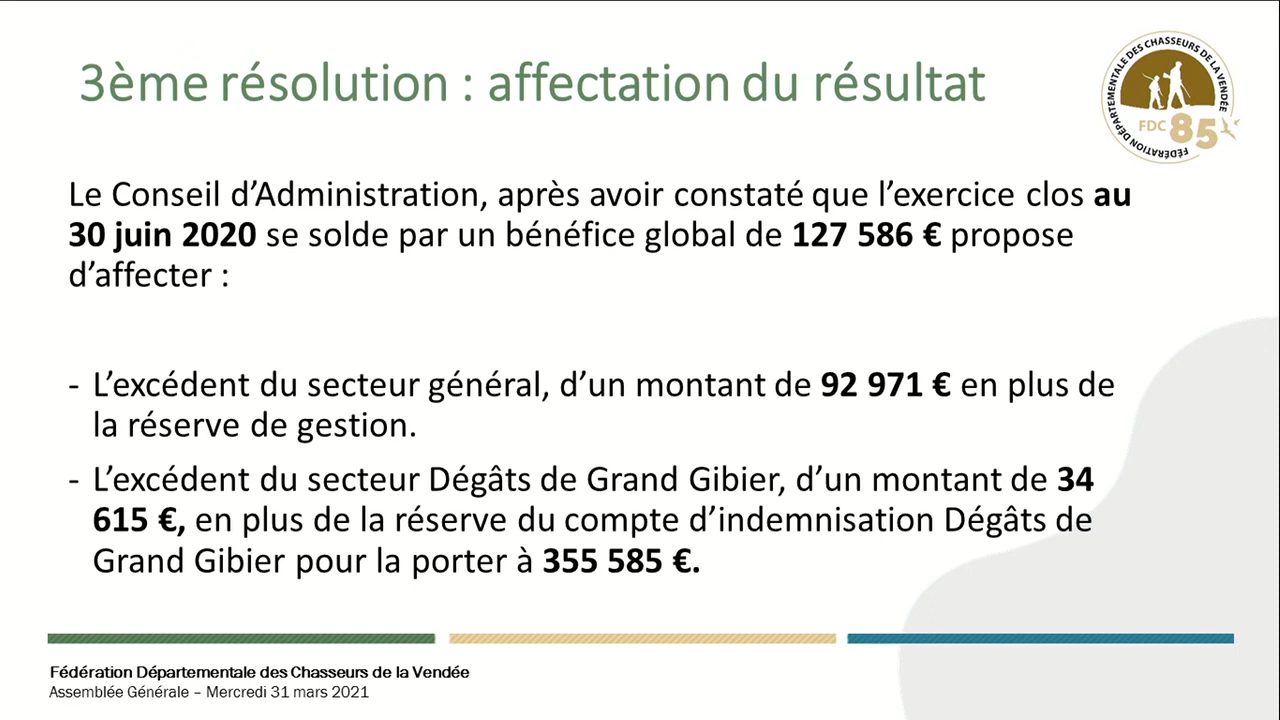 3ème résolution : affectation du résultat
FÉDÉRATION DÉPARTEMENTALE DES CHASSEURS DE LA VENDÉE
FDC 85
Le Conseil d’Administration, après avoir constaté que l’exercice clos au
30 juin 2020 se solde par un bénéfice global de 127 586 € propose
d’affecter :
- L’excédent du secteur général, d’un montant de 92 971 € en plus de
la réserve de gestion.
- L’excédent du secteur Dégâts de Grand Gibier, d’un montant de 34
615 €, en plus de la réserve du compte d’indemnisation Dégâts de
Grand Gibier pour la porter à 355 585 €.
Fédération Départementale des Chasseurs de la Vendée
Assemblée Générale – Mercredi 31 mars 2021